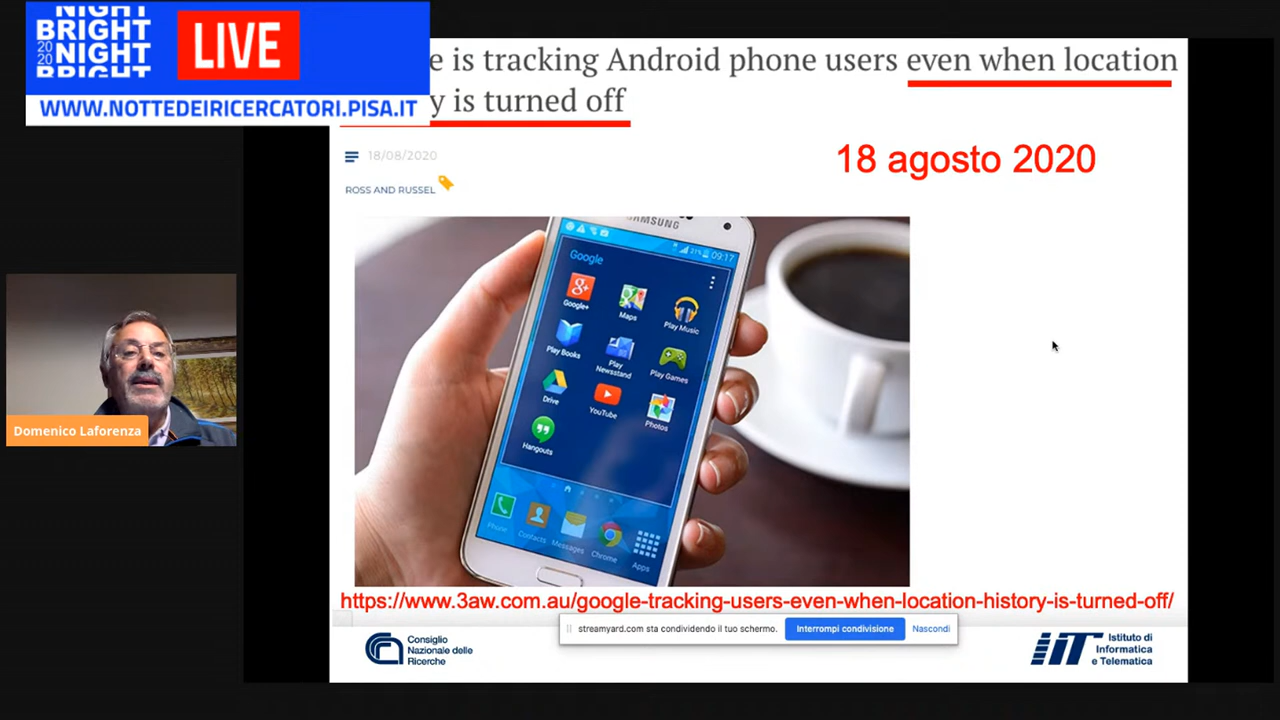 NIGHT
BRIGHT
2020 NIGHT
BRIGHT
LIVE
WWW.NOTTEDEIRICERCATORI.PISA.IT
e is tracking Android phone users even when location
y is turned off
18/08/2020
18 agosto 2020
ROSS AND RUSSEL
SAMSUNG
09:17
Google
Google+
Maps
Play Music
Play Books
Play Newsstand
Play Games
Drive
YouTube
Photos
Hangouts
Phone
Contacts
Messages
Chrome
Apps
Domenico Laforenza
https://www.3aw.com.au/google-tracking-users-even-when-location-history-is-turned-off/
streamyard.com sta condividendo il tuo schermo.
Interrompi condivisione
Nascondi
Consiglio
Nazionale delle
Ricerche
IIT
Istituto di
Informatica
e Telematica